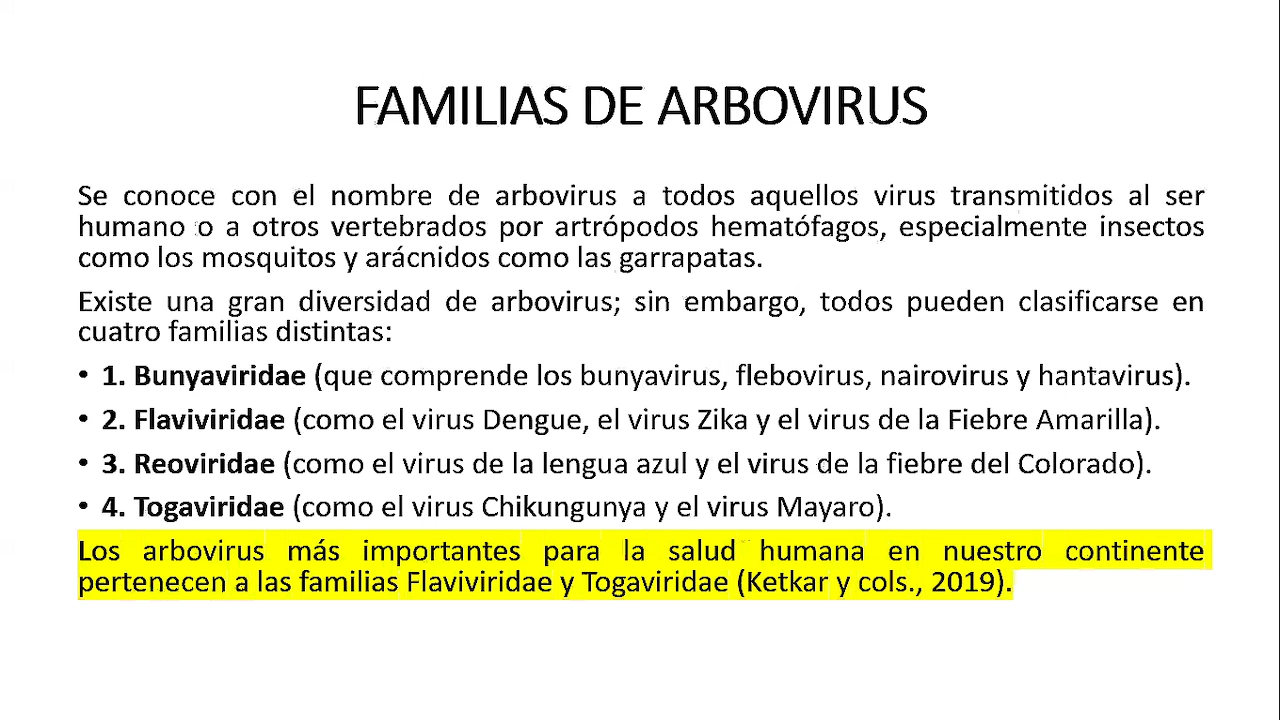 FAMILIAS DE ARBOVIRUS
Se conoce con el nombre de arbovirus a todos aquellos virus transmitidos al ser
humano o a otros vertebrados por artrópodos hematófagos, especialmente insectos
como los mosquitos y arácnidos como las garrapatas.
Existe una gran diversidad de arbovirus; sin embargo, todos pueden clasificarse en
cuatro familias distintas:
• 1. Bunyaviridae (que comprende los bunyavirus, flebovirus, nairovirus y hantavirus).
• 2. Flaviviridae (como el virus Dengue, el virus Zika y el virus de la Fiebre Amarilla).
• 3. Reoviridae (como el virus de la lengua azul y el virus de la fiebre del Colorado).
• 4. Togaviridae (como el virus Chikungunya y el virus Mayaro).
Los arbovirus más importantes para la salud humana en nuestro continente
pertenecen a las familias Flaviviridae y Togaviridae (Ketkar y cols., 2019).